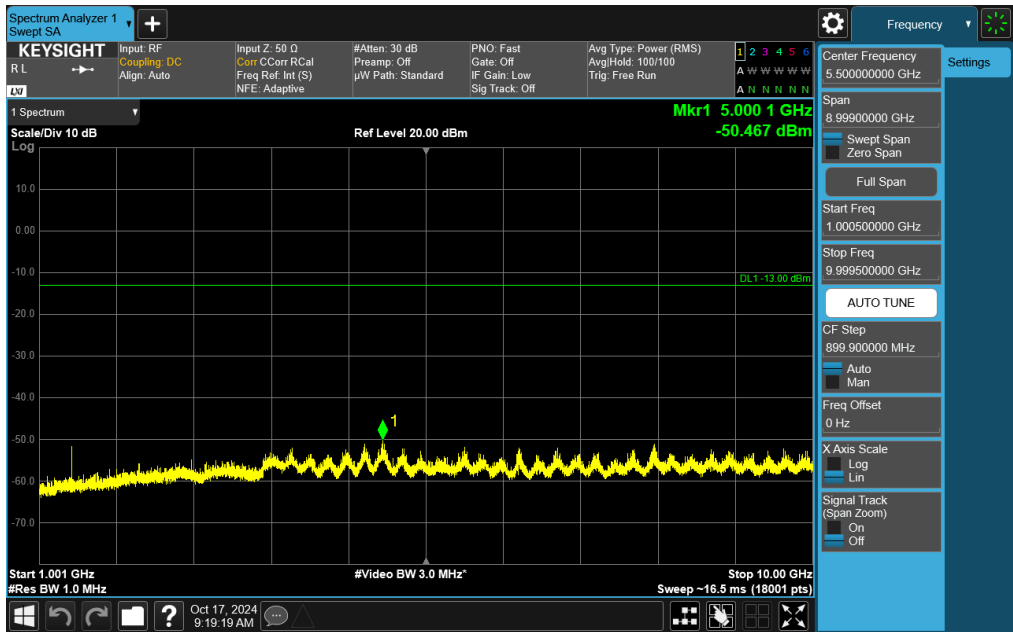 Spectrum Analyzer 1
Swept SA
Frequency
KEYSIGHT
R L
LXI
Input: RF
Coupling: DC
Align: Auto
Input Z: 50 Ω
Corr CCorr RCal
Freq Ref: Int (S)
NFE: Adaptive
#Atten: 30 dB
Preamp: Off
µW Path: Standard
PNO: Fast
Gate: Off
IF Gain: Low
Sig Track: Off
Avg Type: Power (RMS)
Avg|Hold: 100/100
Trig: Free Run
1 2 3 4 5 6
A W W W W W
A N N N N N
1 Spectrum
Mkr1 5.000 1 GHz
Scale/Div 10 dB
Ref Level 20.00 dBm
-50.467 dBm
Log
10.0
0.00
-10.0
DL1 -13.00 dBm
-20.0
-30.0
-40.0
1
-50.0
-60.0
-70.0
Start 1.001 GHz
#Video BW 3.0 MHz*
Stop 10.00 GHz
#Res BW 1.0 MHz
Sweep ~16.5 ms (18001 pts)
Center Frequency
5.500000000 GHz
Settings
Span
8.99900000 GHz
Swept Span
Zero Span
Full Span
Start Freq
1.000500000 GHz
Stop Freq
9.999500000 GHz
AUTO TUNE
CF Step
899.900000 MHz
Auto
Man
Freq Offset
0 Hz
X Axis Scale
Log
Lin
Signal Track
(Span Zoom)
On
Off
?
Oct 17, 2024
9:19:19 AM